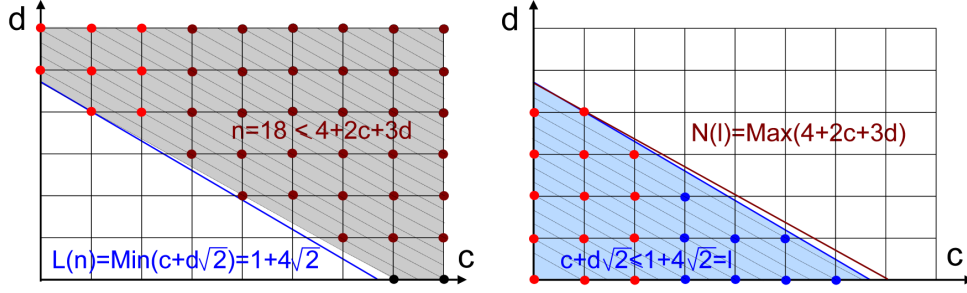 d
n=18 < 4+2c+3d
L(n)=Min(c+d√2)=1+4√2
c
d
N(l)=Max(4+2c+3d)
c+d√2⩽1+4√2=l
c